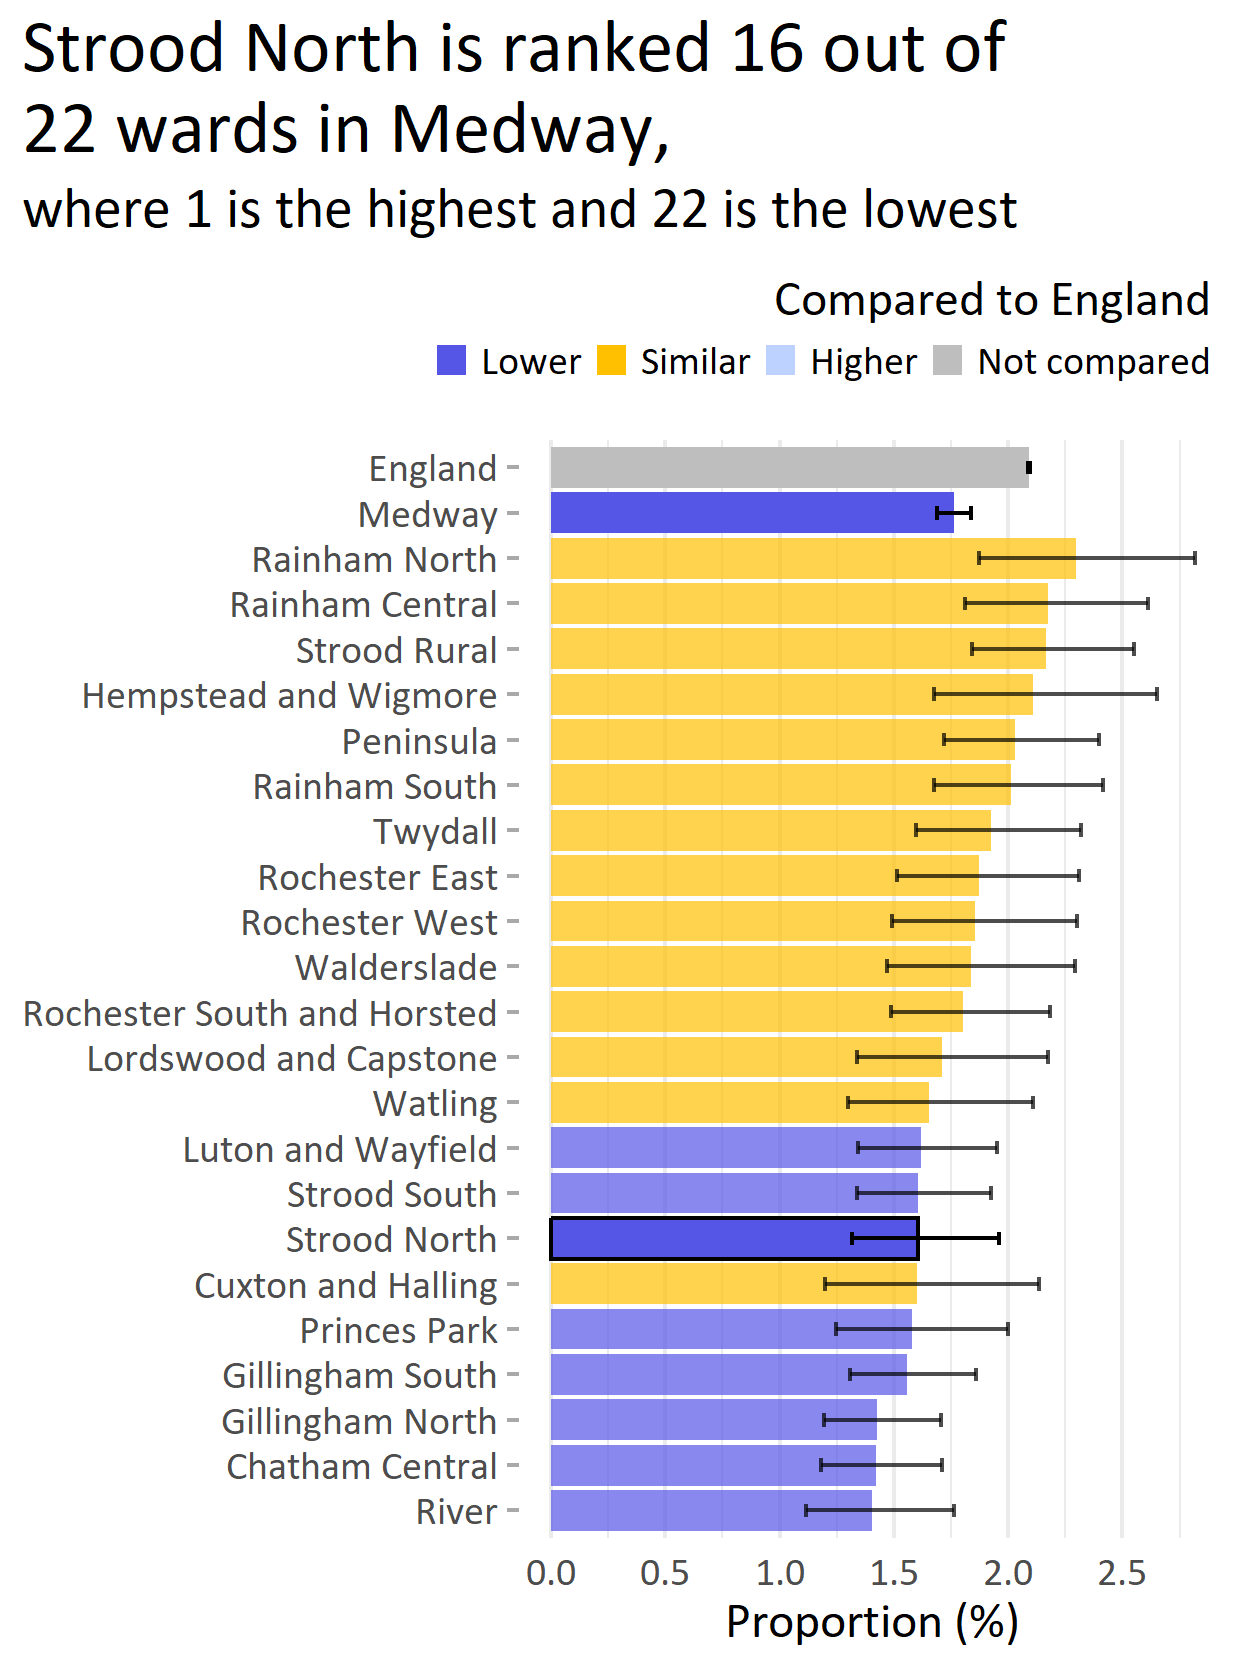 Strood North is ranked 16 out of
22 wards in Medway,
where 1 is the highest and 22 is the lowest
Compared to England
Lower Similar Higher Not compared
England
Medway
Rainham North
Rainham Central
Strood Rural
Hempstead and Wigmore
Peninsula
Rainham South
Twydall
Rochester East
Rochester West
Walderslade
Rochester South and Horsted
Lordswood and Capstone
Watling
Luton and Wayfield
Strood South
Strood North
Cuxton and Halling
Princes Park
Gillingham South
Gillingham North
Chatham Central
River
0.0 0.5 1.0 1.5 2.0 2.5
Proportion (%)